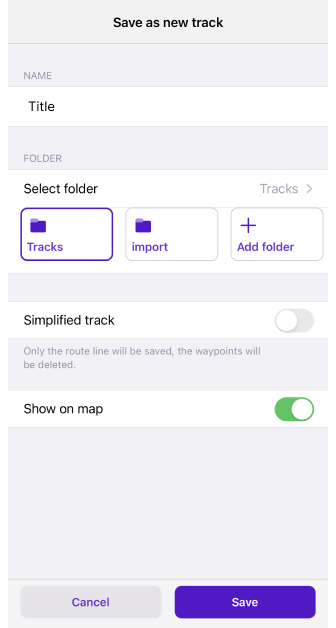 Save as new track
NAME
Title
FOLDER
Select folder
Tracks
Tracks
import
Add folder
Simplified track
Only the route line will be saved, the waypoints will
be deleted.
Show on map
Cancel
Save